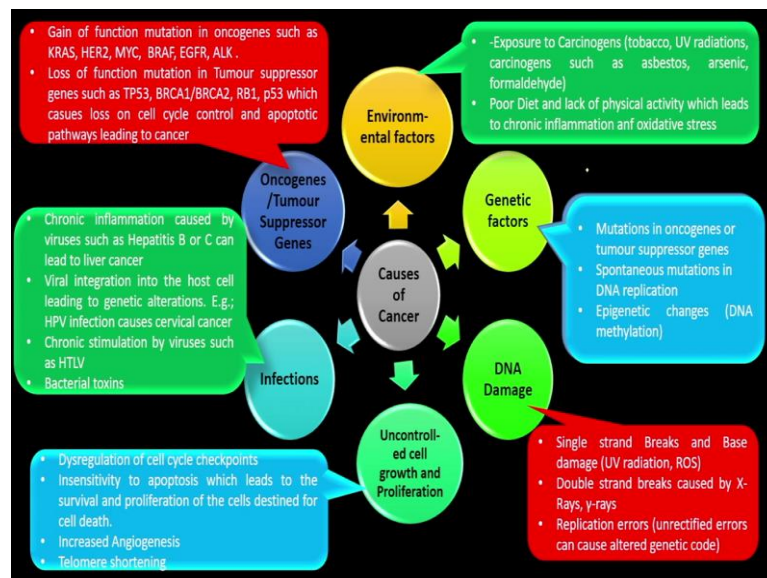 • Gain of function mutation in oncogenes such as
KRAS, HER2, MYC, BRAF, EGFR, ALK .
• Loss of function mutation in Tumour suppressor
genes such as TP53, BRCA1/BRCA2, RB1, p53 which
casues loss on cell cycle control and apoptotic
pathways leading to cancer
• -Exposure to Carcinogens (tobacco, UV radiations,
carcinogens such as asbestos, arsenic,
formaldehyde)
• Poor Diet and lack of physical activity which leads
to chronic inflammation anf oxidative stress
Environm-
ental factors
Oncogenes
/Tumour
Suppressor
Genes
Genetic
factors
• Chronic inflammation caused by
viruses such as Hepatitis B or C can
lead to liver cancer
• Viral integration into the host cell
leading to genetic alterations. E.g.;
HPV infection causes cervical cancer
• Chronic stimulation by viruses such
as HTLV
• Bacterial toxins
• Mutations in oncogenes or
tumour suppressor genes
• Spontaneous mutations in
DNA replication
• Epigenetic changes (DNA
methylation)
Causes
of
Cancer
Infections
DNA
Damage
Uncontroll-
ed cell
growth and
Proliferation
• Dysregulation of cell cycle checkpoints
• Insensitivity to apoptosis which leads to the
survival and proliferation of the cells destined for
cell death.
• Increased Angiogenesis
• Telomere shortening
• Single strand Breaks and Base
damage (UV radiation, ROS)
• Double strand breaks caused by X-
Rays, γ-rays
• Replication errors (unrectified errors
can cause altered genetic code)